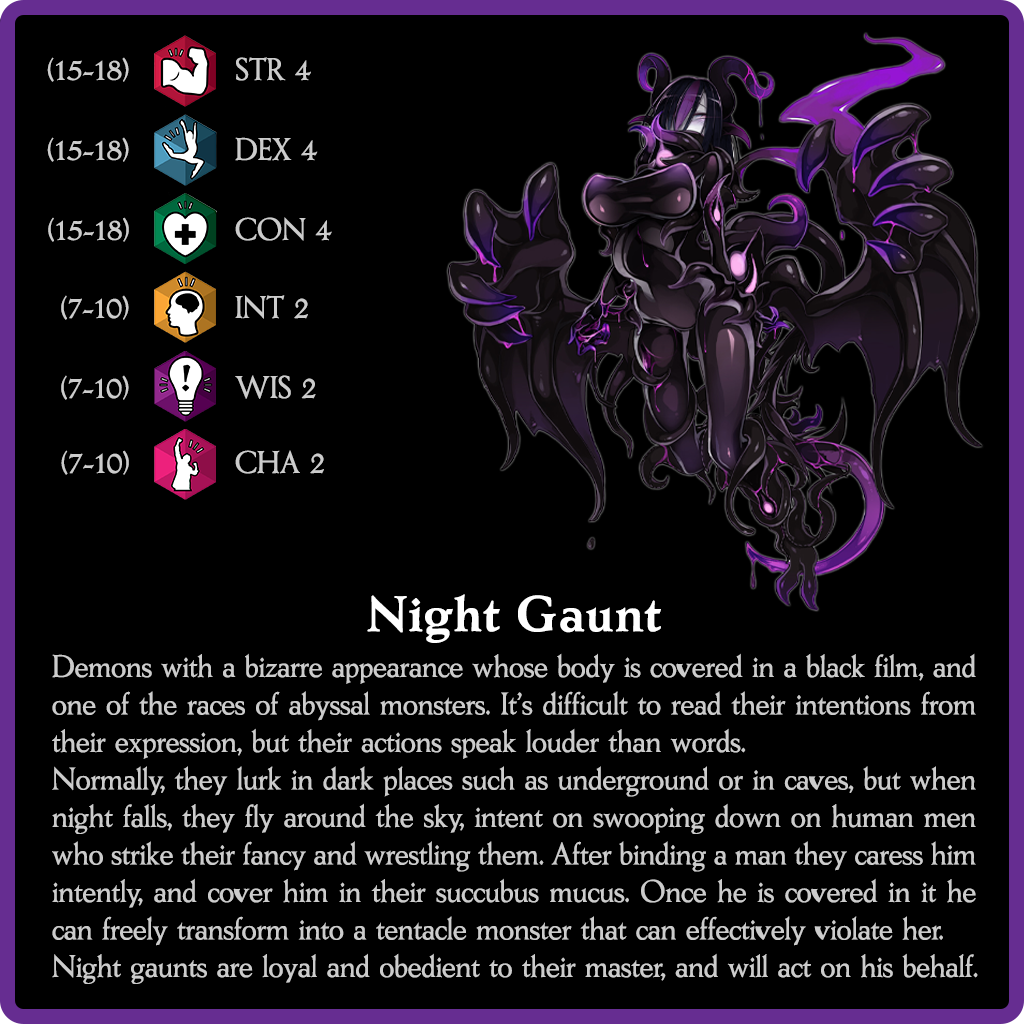 (15-18) STR 4
(15-18) DEX 4
(15-18) CON 4
(7-10) INT 2
(7-10) WIS 2
(7-10) CHA 2
Night Gaunt
Demons with a bizarre appearance whose body is covered in a black film, and
one of the races of abyssal monsters. It's difficult to read their intentions from
their expression, but their actions speak louder than words.
Normally, they lurk in dark places such as underground or in caves, but when
night falls, they fly around the sky, intent on swooping down on human men
who strike their fancy and wrestling them. After binding a man they caress him
intently, and cover him in their succubus mucus. Once he is covered in it he
can freely transform into a tentacle monster that can effectively violate her.
Night gaunts are loyal and obedient to their master, and will act on his behalf.